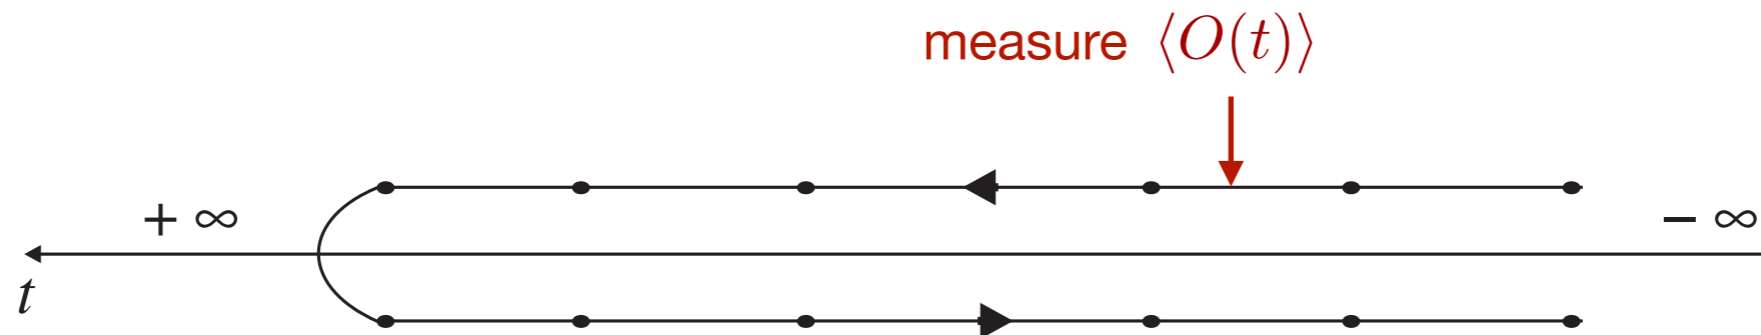 measure ⟨O(t)⟩
+ ∞
− ∞
t